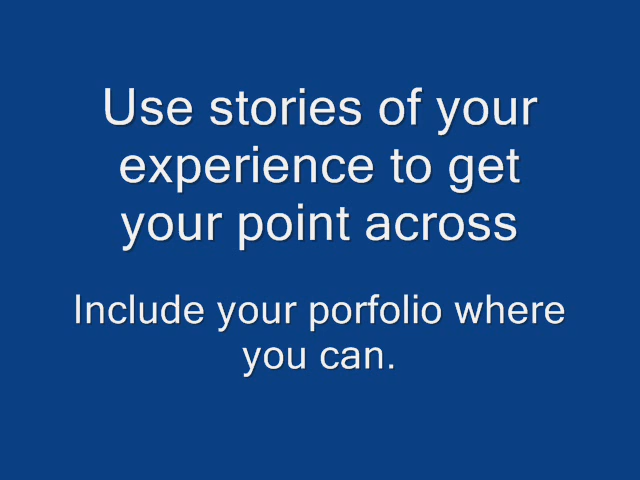 Use stories of your
experience to get
your point across
Include your porfolio where
you can.